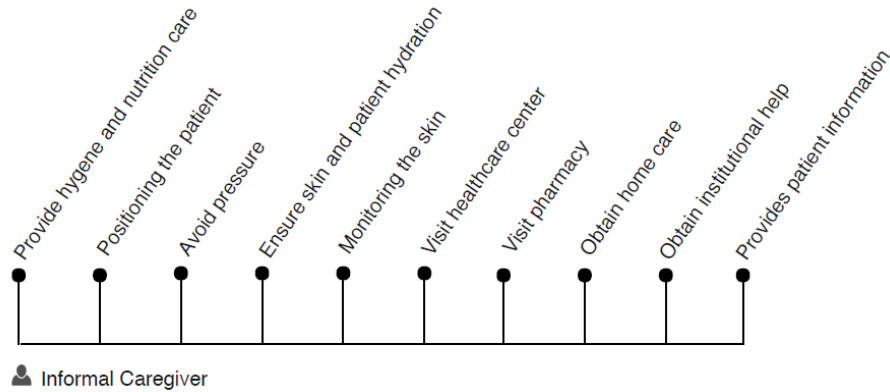 Provide hygene and nutrition care
Positioning the patient
Avoid pressure
Ensure skin and patient hydration
Monitoring the skin
Visit healthcare center
Visit pharmacy
Obtain home care
Obtain institutional help
Provides patient information
Informal Caregiver